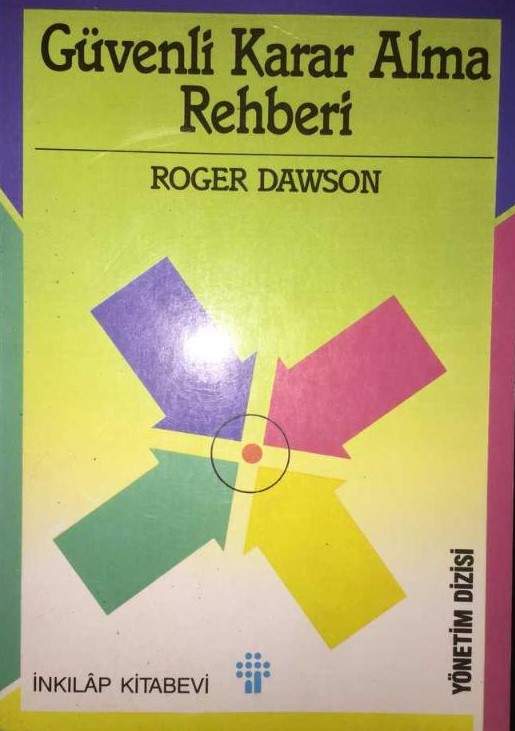 Güvenli Karar Alma
Rehberi
ROGER DAWSON
YÖNETİM DİZİSİ
İNKILÂP KİTABEVİ